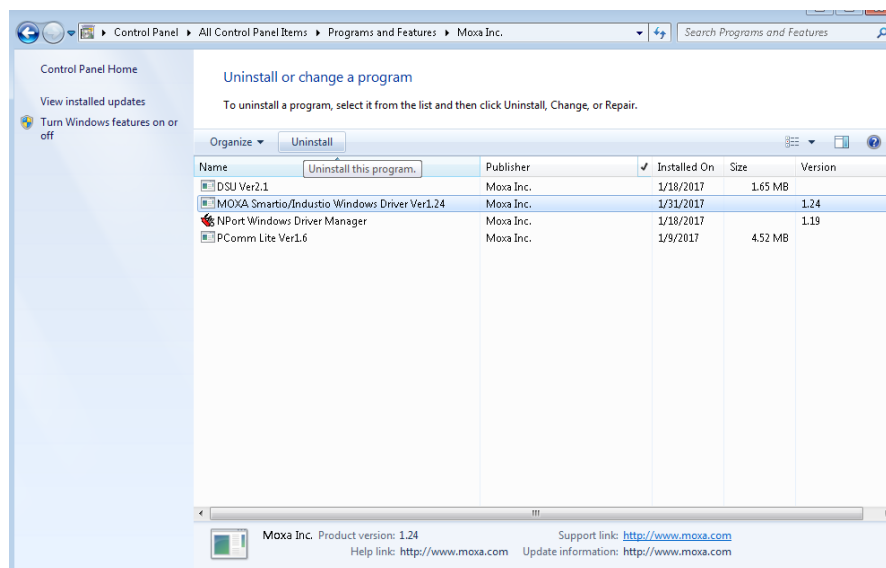 Control Panel ▸ All Control Panel Items ▸ Programs and Features ▸ Moxa Inc.
Search Programs and Features
Control Panel Home
View installed updates
Turn Windows features on or
off
Uninstall or change a program
To uninstall a program, select it from the list and then click Uninstall, Change, or Repair.
Organize Uninstall
Uninstall this program.
Name Publisher Installed On Size Version
DSU Ver2.1 Moxa Inc. 1/18/2017 1.65 MB
MOXA Smartio/Industio Windows Driver Ver1.24 Moxa Inc. 1/31/2017 1.24
NPort Windows Driver Manager Moxa Inc. 1/18/2017 1.19
PComm Lite Ver1.6 Moxa Inc. 1/9/2017 4.52 MB
Moxa Inc. Product version: 1.24 Support link: http://www.moxa.com
Help link: http://www.moxa.com Update information: http://www.moxa.com